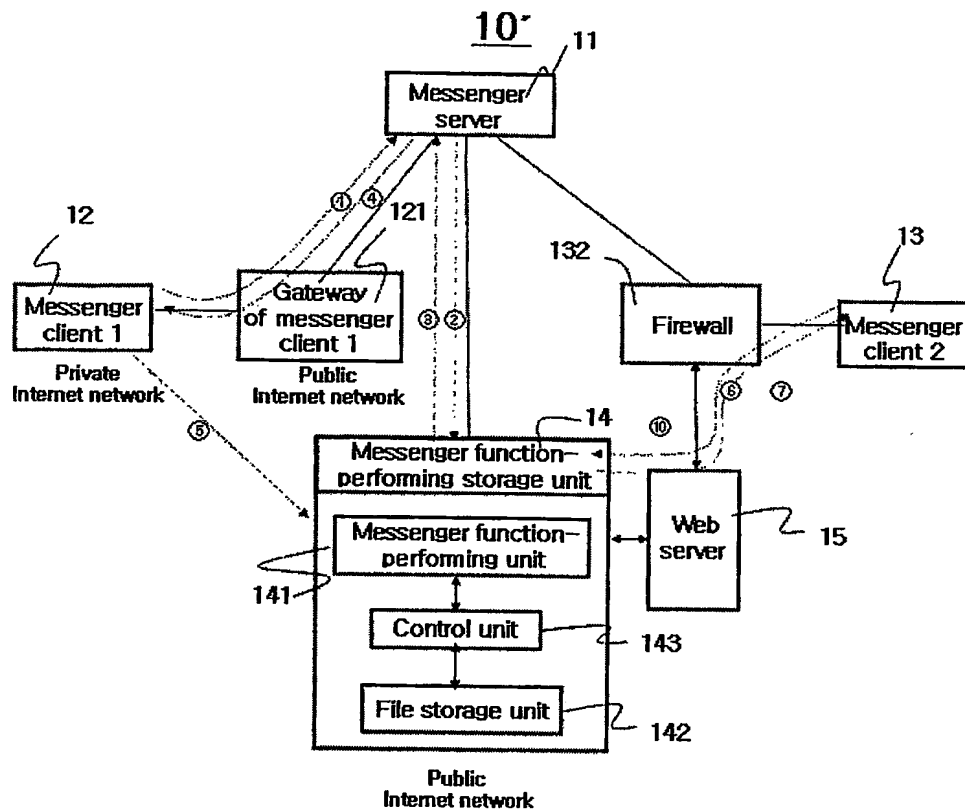 10'
11
Messenger
server
①
④
121
12
Messenger
client 1
Private
Internet network
Gateway
of messenger
client 1
Public
Internet network
③
②
132
Firewall
13
Messenger
client 2
⑤
⑥
⑦
⑩
14
Messenger function-
performing storage unit
Messenger function-
performing unit
141
Control unit
143
File storage unit
142
Web
server
15
Public
Internet network